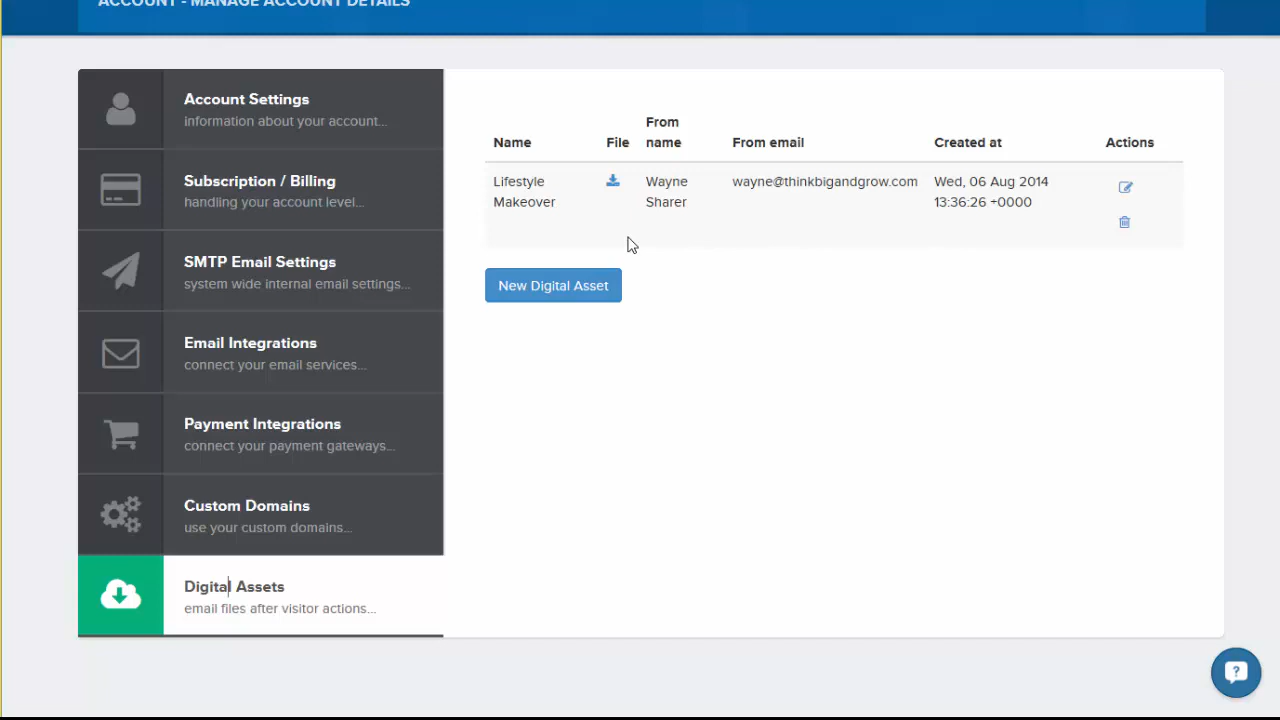 ACCOUNT - MANAGE ACCOUNT DETAILS
Account Settings
information about your account...
Subscription / Billing
handling your account level...
SMTP Email Settings
system wide internal email settings...
Email Integrations
connect your email services...
Payment Integrations
connect your payment gateways...
Custom Domains
use your custom domains...
Digital Assets
email files after visitor actions...
Name File From name From email Created at Actions
Lifestyle Makeover Wayne Sharer wayne@thinkbigandgrow.com Wed, 06 Aug 2014 13:36:26 +0000
New Digital Asset
?